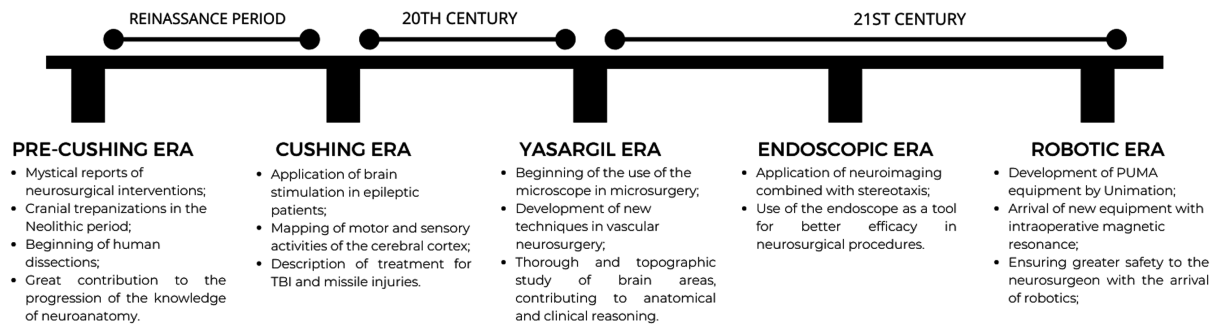 REINASSANCE PERIOD
20TH CENTURY
21ST CENTURY
PRE-CUSHING ERA
• Mystical reports of
neurosurgical interventions;
• Cranial trepanizations in the
Neolithic period;
• Beginning of human
dissections;
• Great contribution to the
progression of the knowledge
of neuroanatomy.
CUSHING ERA
• Application of brain
stimulation in epileptic
patients;
• Mapping of motor and sensory
activities of the cerebral cortex;
• Description of treatment for
TBI and missile injuries.
YASARGIL ERA
• Beginning of the use of the
microscope in microsurgery;
• Development of new
techniques in vascular
neurosurgery;
• Thorough and topographic
study of brain areas,
contributing to anatomical
and clinical reasoning.
ENDOSCOPIC ERA
• Application of neuroimaging
combined with stereotaxis;
• Use of the endoscope as a tool
for better efficacy in
neurosurgical procedures.
ROBOTIC ERA
• Development of PUMA
equipment by Unimation;
• Arrival of new equipment with
intraoperative magnetic
resonance;
• Ensuring greater safety to the
neurosurgeon with the arrival
of robotics;